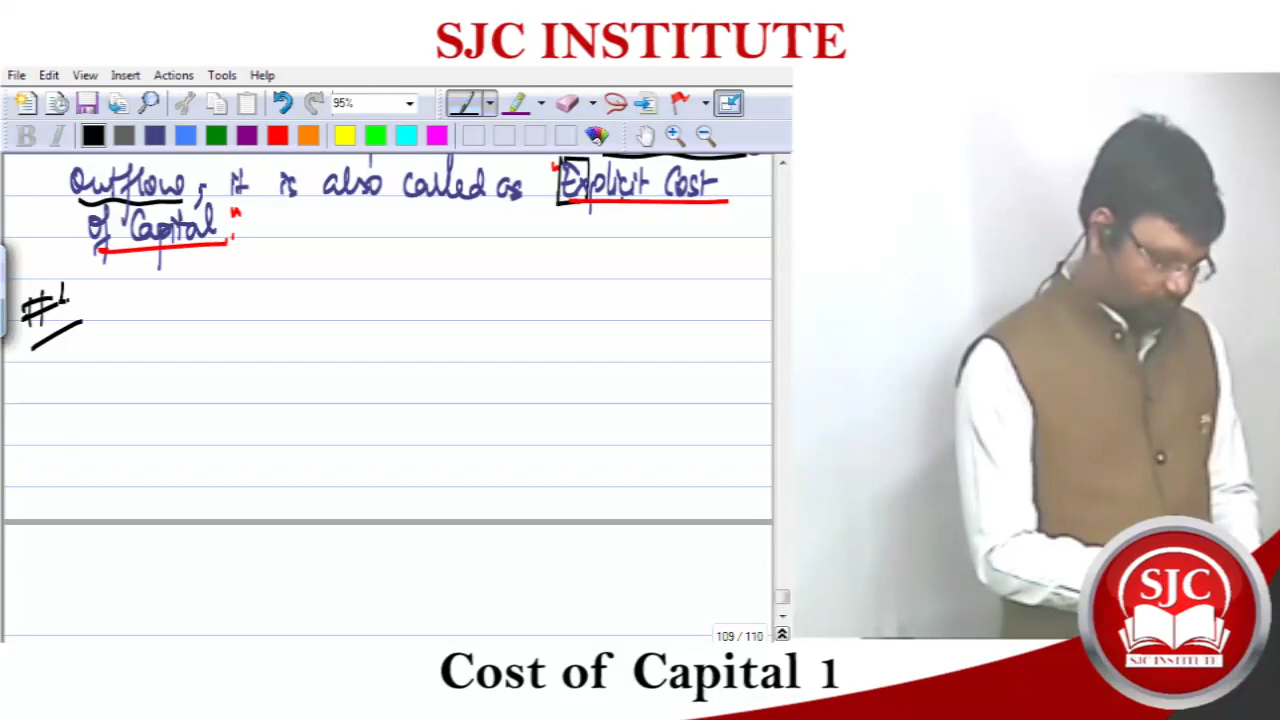 SJC INSTITUTE
File Edit View Insert Actions Tools Help
95%
B I
Outflow, it is also called as "Explicit Cost
of Capital":
#1
109 / 110
SJC
SJC INSTITUTE
Cost of Capital 1